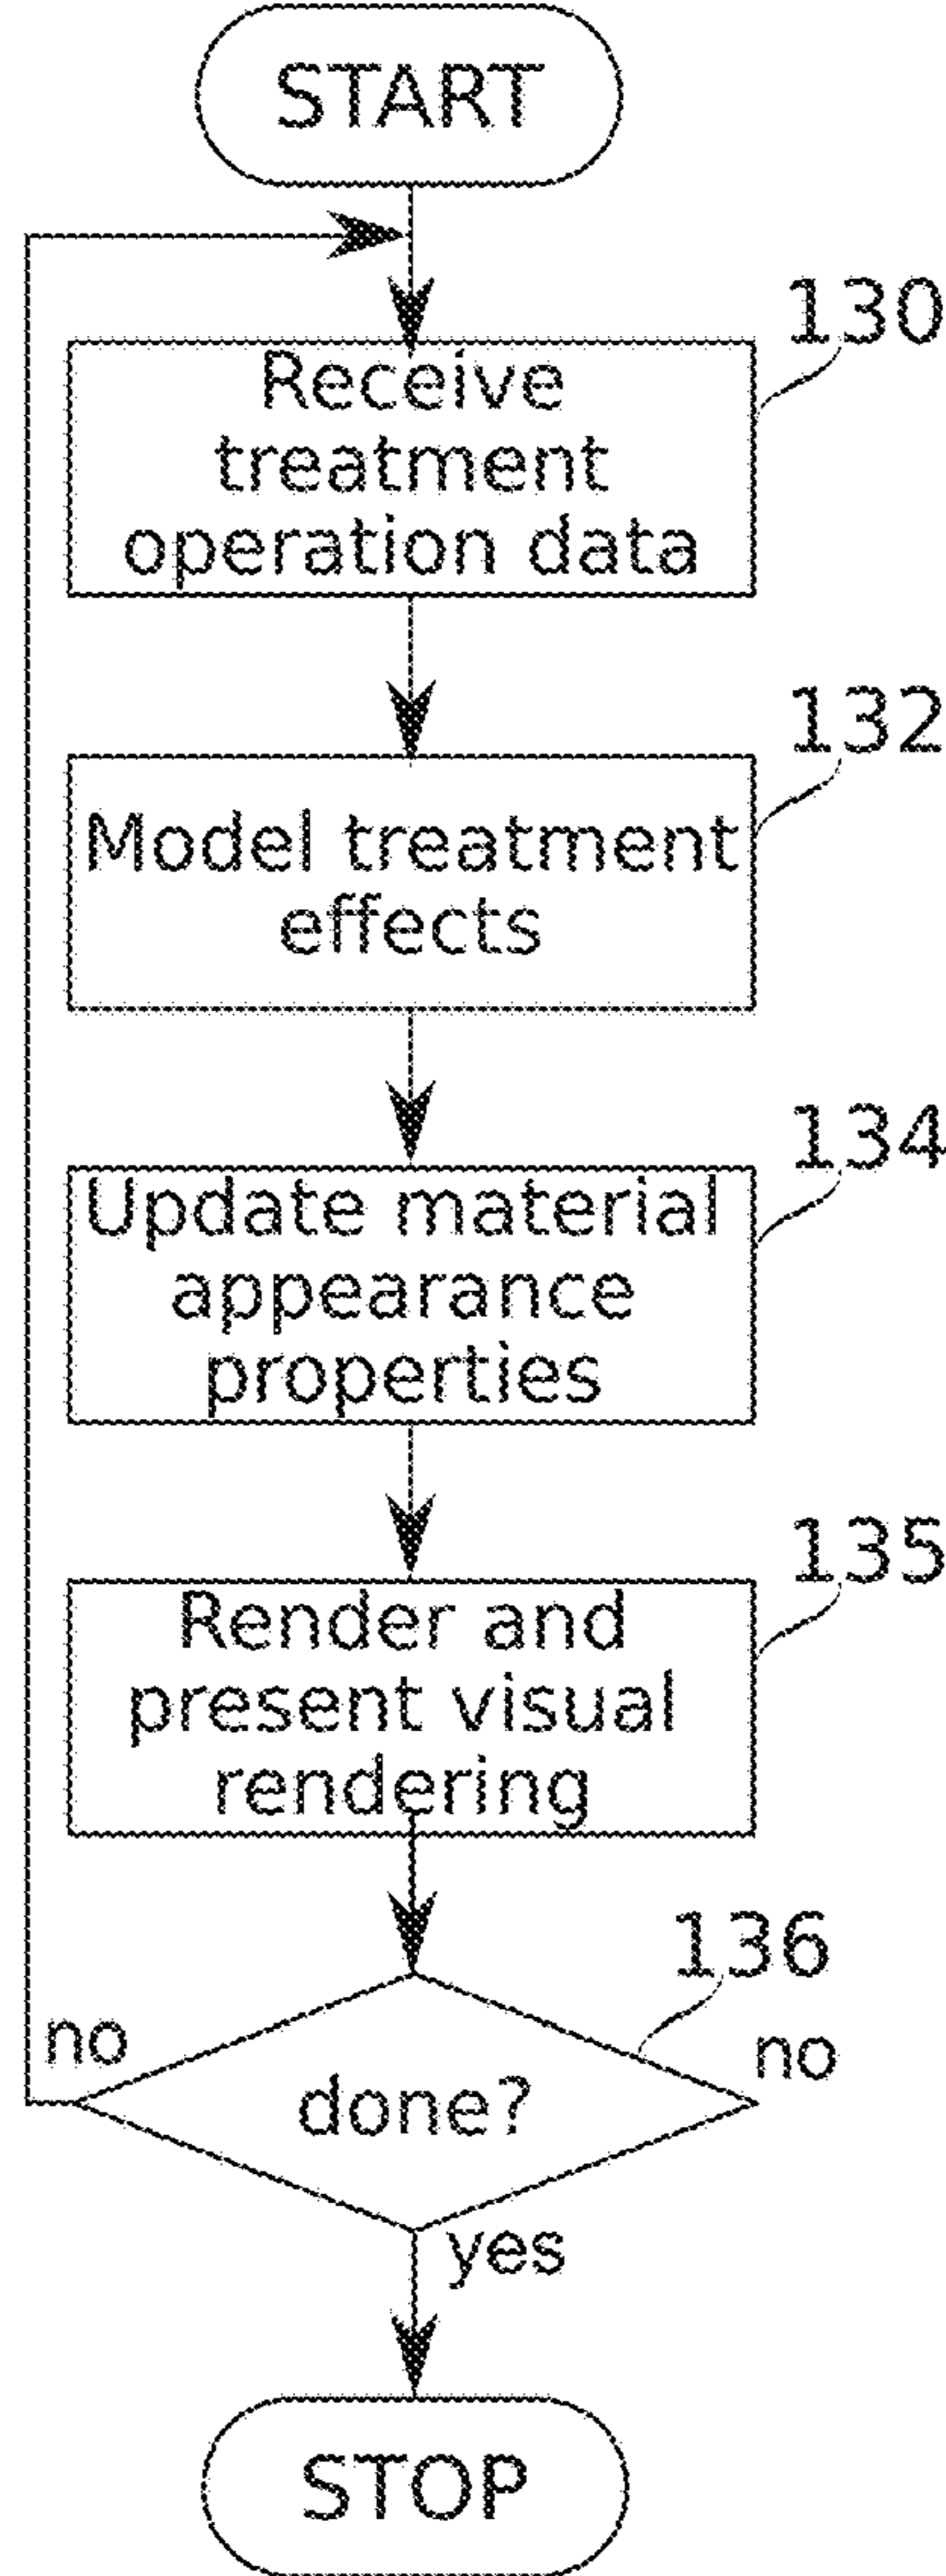 START
130
Receive
treatment
operation data
132
Model treatment
effects
134
Update material
appearance
properties
135
Render and
present visual
rendering
136
no
no
done?
yes
STOP